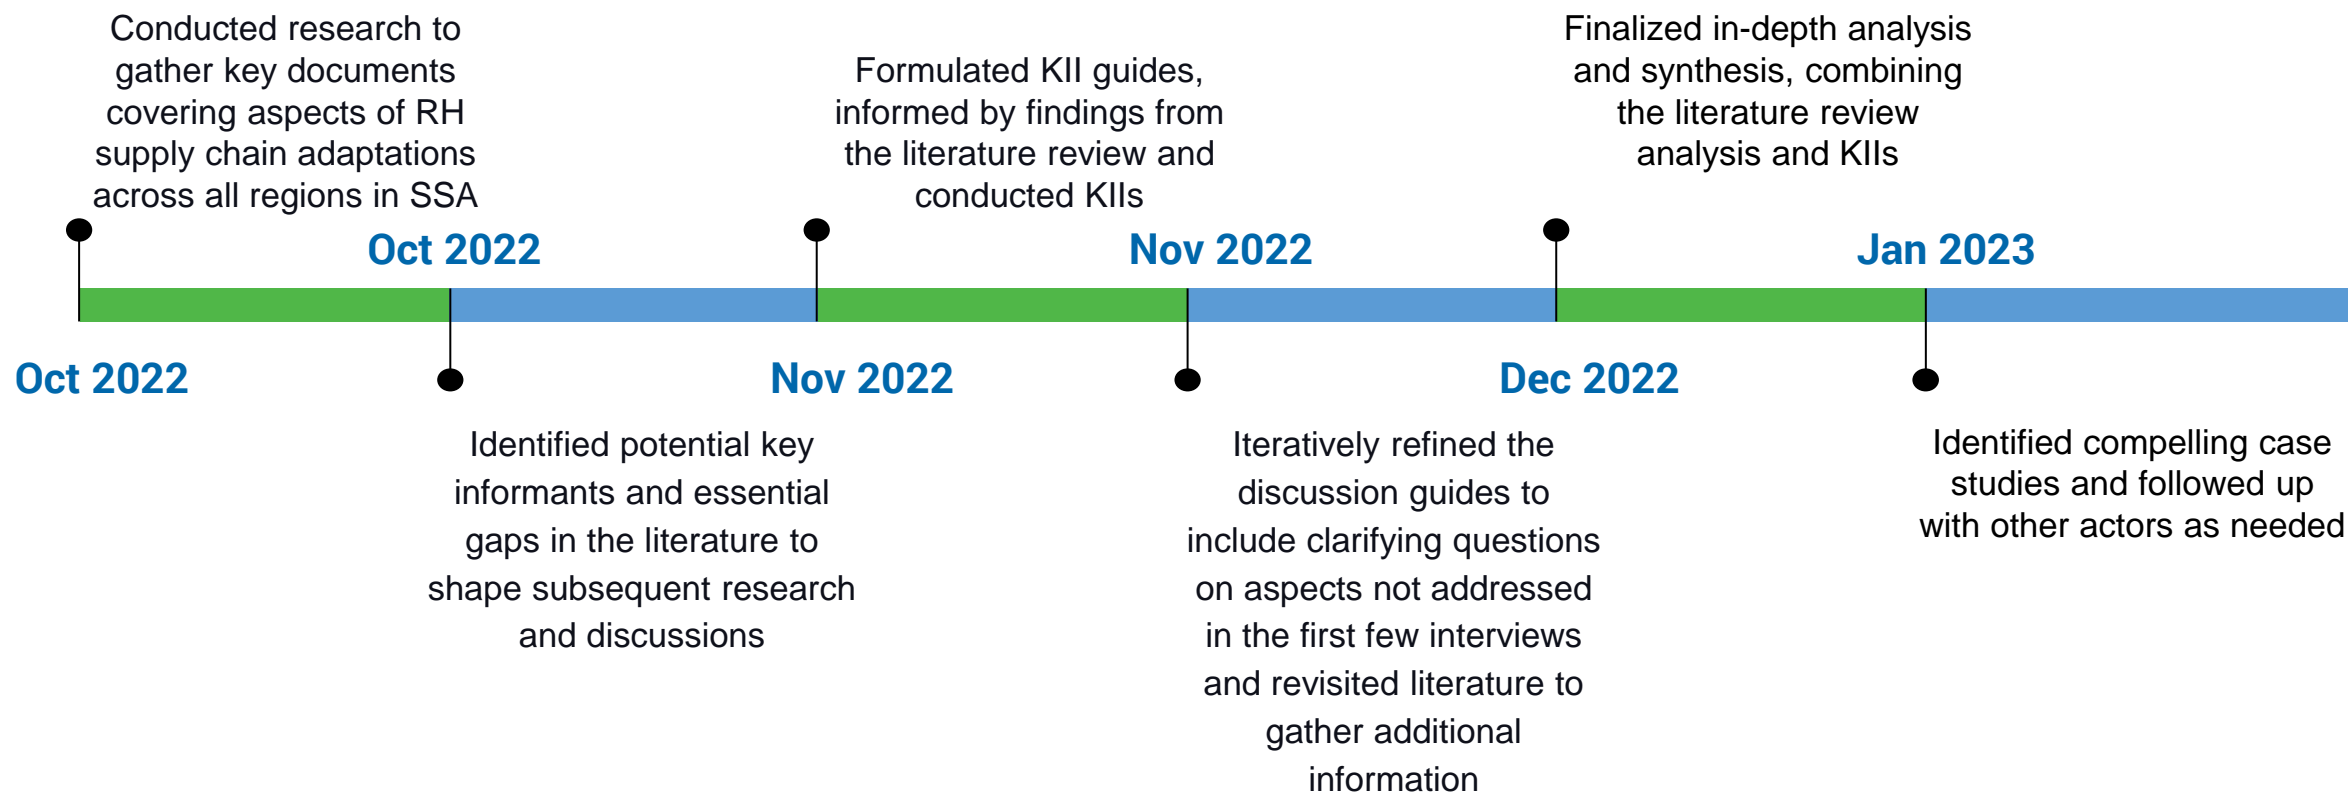 Conducted research to
gather key documents
covering aspects of RH
supply chain adaptations
across all regions in SSA
Oct 2022
Oct 2022
Identified potential key
informants and essential
gaps in the literature to
shape subsequent research
and discussions
Formulated KII guides,
informed by findings from
the literature review and
conducted KIIs
Nov 2022
Nov 2022
Iteratively refined the
discussion guides to
include clarifying questions
on aspects not addressed
in the first few interviews
and revisited literature to
gather additional
information
Finalized in-depth analysis
and synthesis, combining
the literature review
analysis and KIIs
Dec 2022
Jan 2023
Identified compelling case
studies and followed up
with other actors as needed